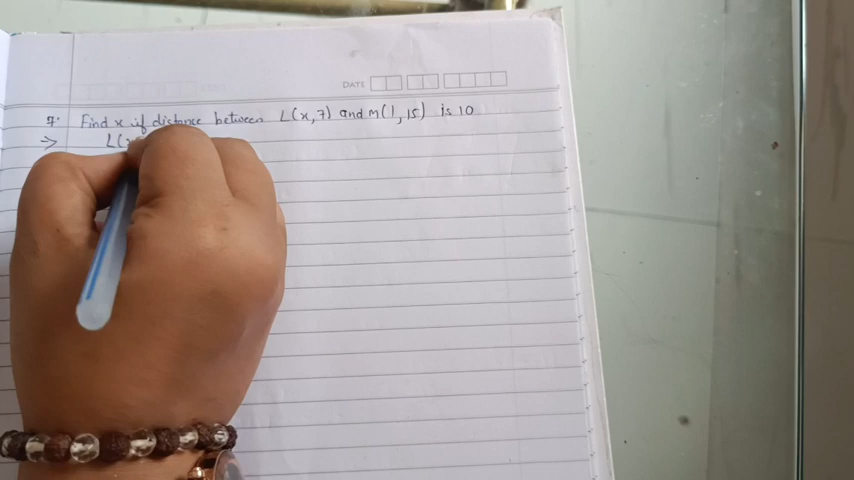 DATE
7. Find x if distance between L(x,7) and M(1,15) is 10
→ L(x